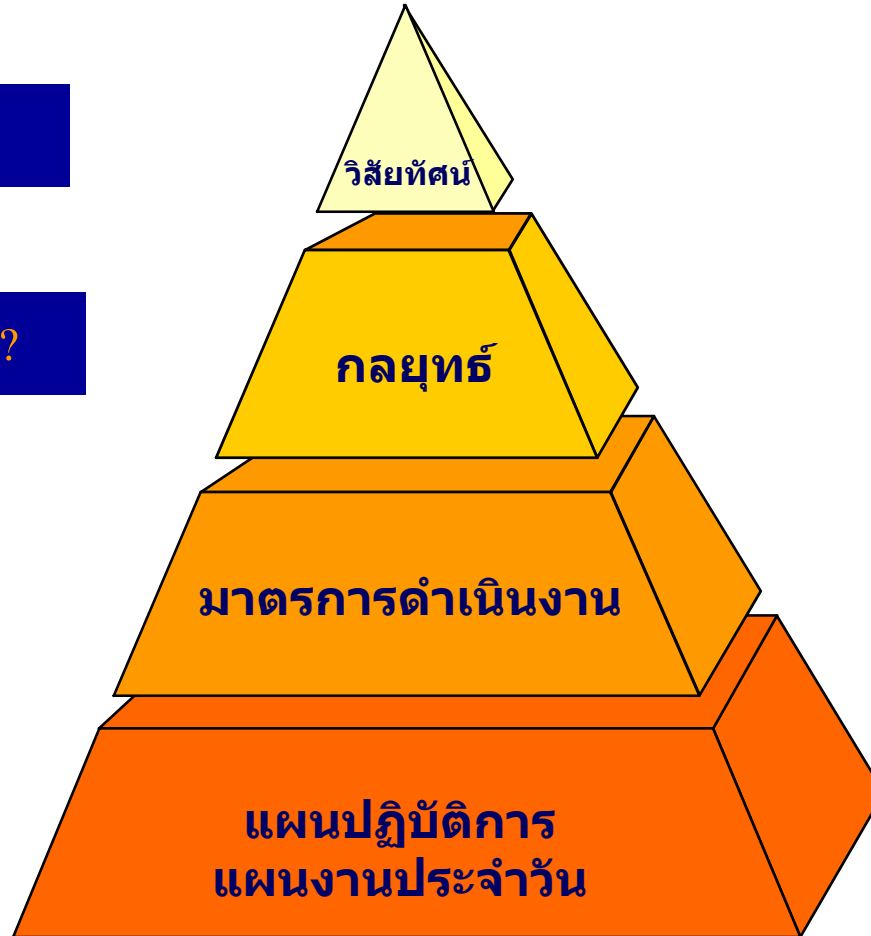 วิสัยทัศน์
?
กลยุทธ์
มาตรการดำเนินงาน
แผนปฏิบัติการ
แผนงานประจำวัน